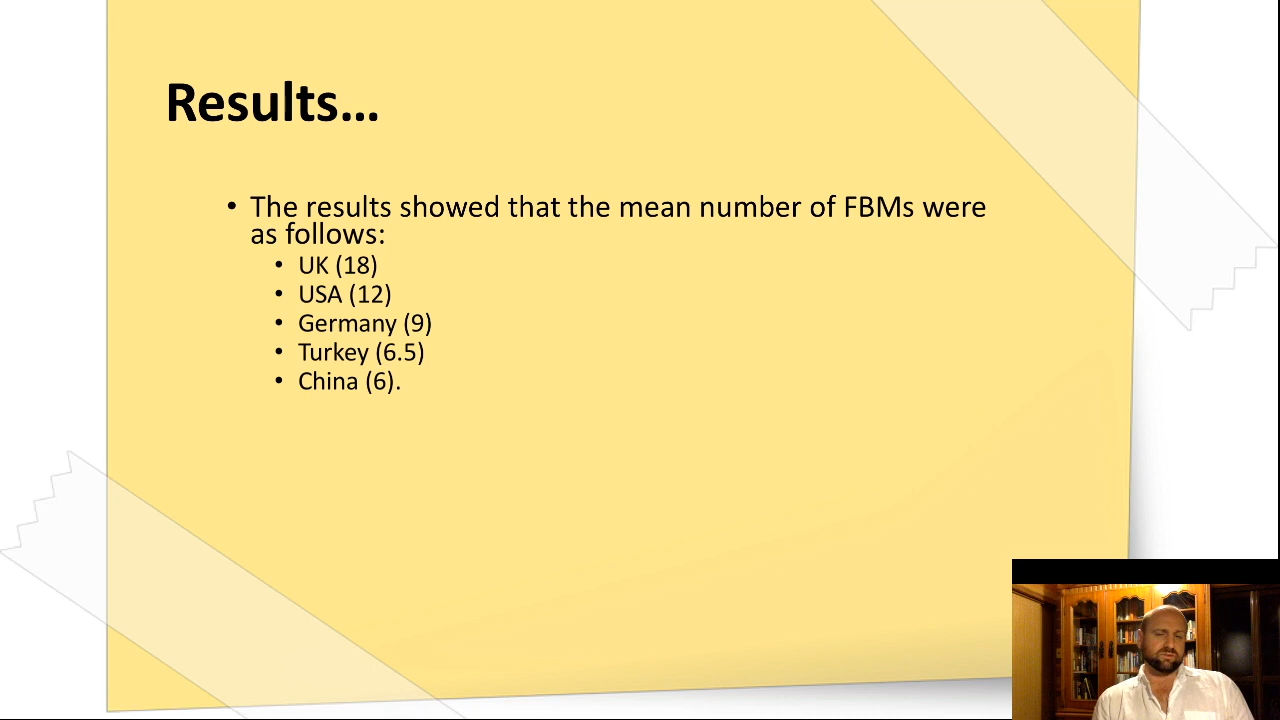 Results…
• The results showed that the mean number of FBMs were
as follows:
• UK (18)
• USA (12)
• Germany (9)
• Turkey (6.5)
• China (6).